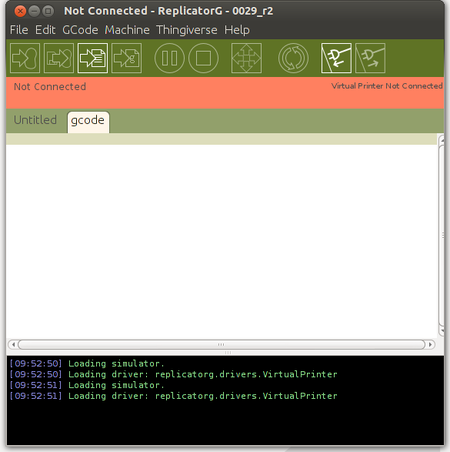 Not Connected - ReplicatorG - 0029_r2
File Edit GCode Machine Thingiverse Help
Not Connected
Virtual Printer Not Connected
Untitled gcode
[09:52:50] Loading simulator.
[09:52:50] Loading driver: replicatorg.drivers.VirtualPrinter
[09:52:51] Loading simulator.
[09:52:51] Loading driver: replicatorg.drivers.VirtualPrinter